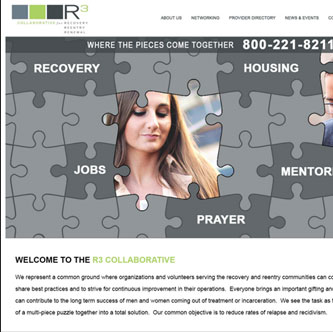 R3
COLLABORATIVE for RECOVERY
REENTRY
RENEWAL
ABOUT US NETWORKING PROVIDER DIRECTORY NEWS & EVENTS
WHERE THE PIECES COME TOGETHER 800-221-8211
RECOVERY HOUSING
JOBS MENTOR
PRAYER
WELCOME TO THE R3 COLLABORATIVE
We represent a common ground where organizations and volunteers serving the recovery and reentry communities can
share best practices and to strive for continuous improvement in their operations. Everyone brings an important gifting
can contribute to the long term success of men and women coming out of treatment or incarceration. We see the task as
of a multi-piece puzzle together into a total solution. Our common objective is to reduce rates of relapse and recidivism.